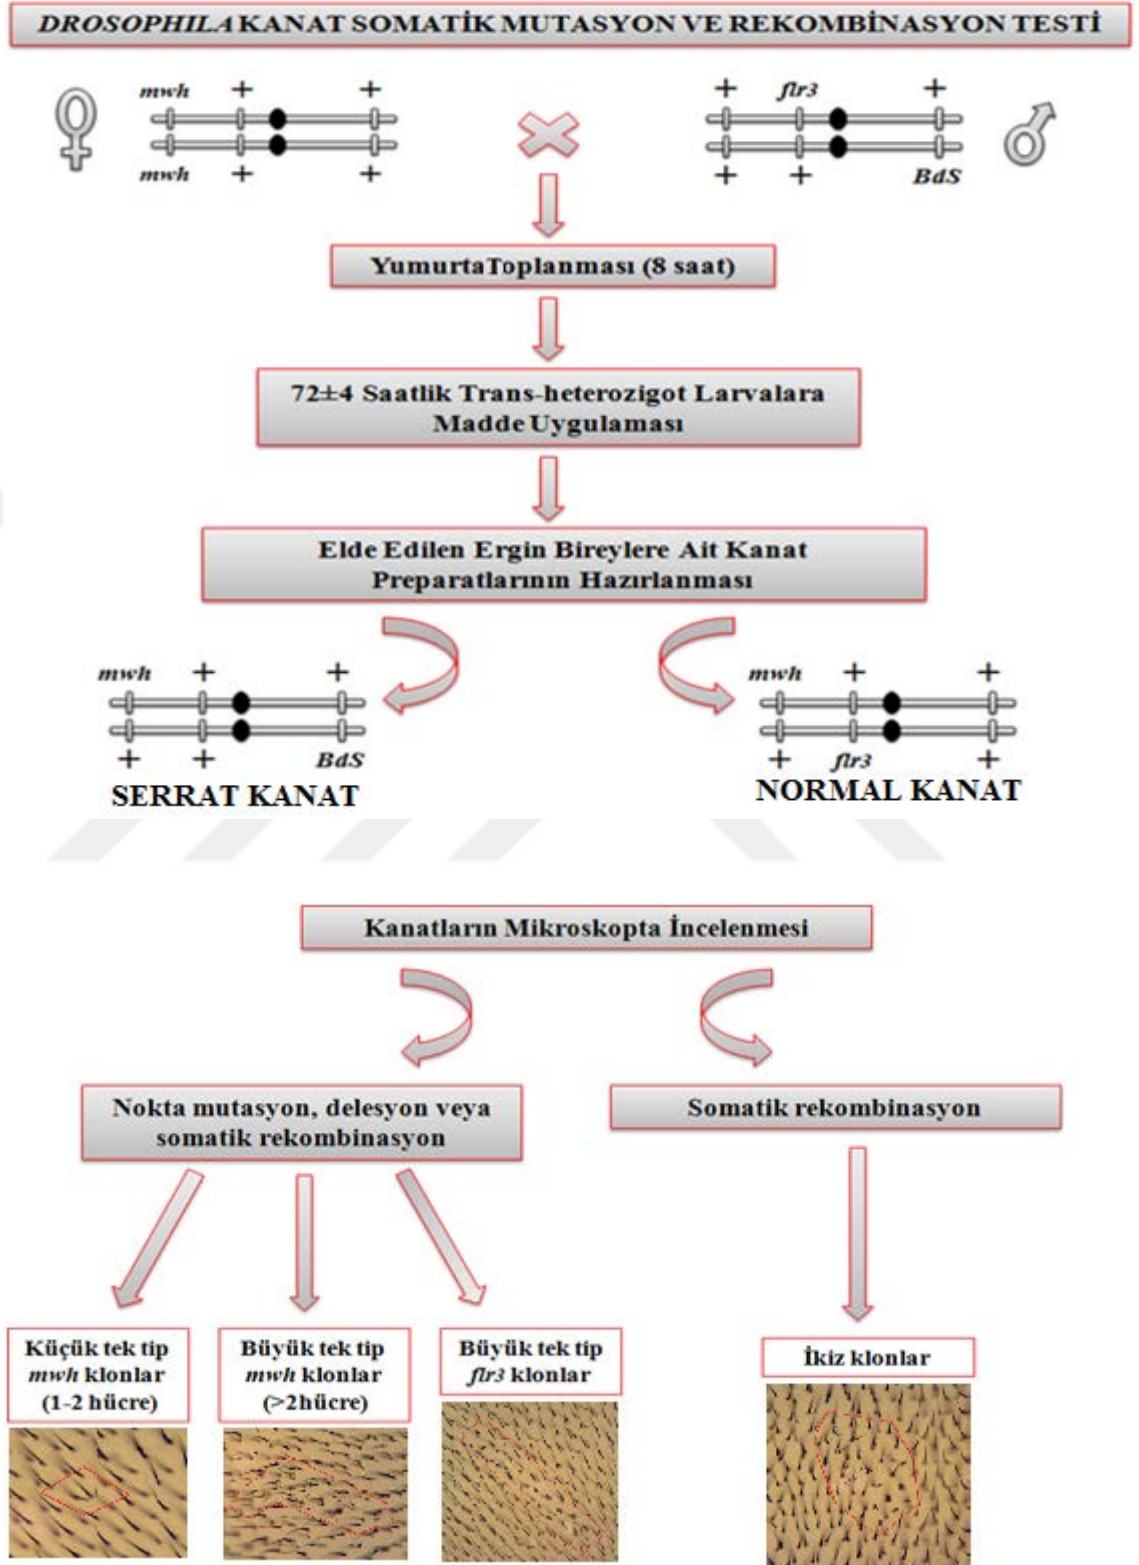 DROSOPHILA KANAT SOMATİK MUTASYON VE REKOMBİNASYON TESTİ
mwh + +
mwh + +
+ flr3 +
+ + BdS
YumurtaToplanması (8 saat)
72±4 Saatlik Trans-heterozigot Larvalara
Madde Uygulaması
Elde Edilen Ergin Bireylere Ait Kanat
Preparatlarının Hazırlanması
mwh + +
+ + BdS
SERRAT KANAT
mwh + +
+ flr3 +
NORMAL KANAT
Kanatların Mikroskopta İncelenmesi
Nokta mutasyon, delesyon veya
somatik rekombinasyon
Somatik rekombinasyon
Küçük tek tip
mwh klonlar
(1-2 hücre)
Büyük tek tip
mwh klonlar
(>2hücre)
Büyük tek tip
flr3 klonlar
İkiz klonlar